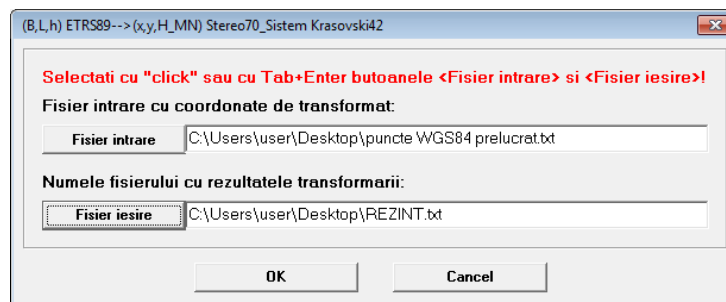 (B,L,h) ETRS89-->(x,y,H_MN) Stereo70_Sistem Krasovski42
Selectati cu "click" sau cu Tab+Enter butoanele <Fisier intrare> si <Fisier iesire>!
Fisier intrare cu coordonate de transformat:
Fisier intrare C:\Users\user\Desktop\puncte WGS84 prelucrat.txt
Numele fisierului cu rezultatele transformarii:
Fisier iesire C:\Users\user\Desktop\REZINT.txt
OK Cancel